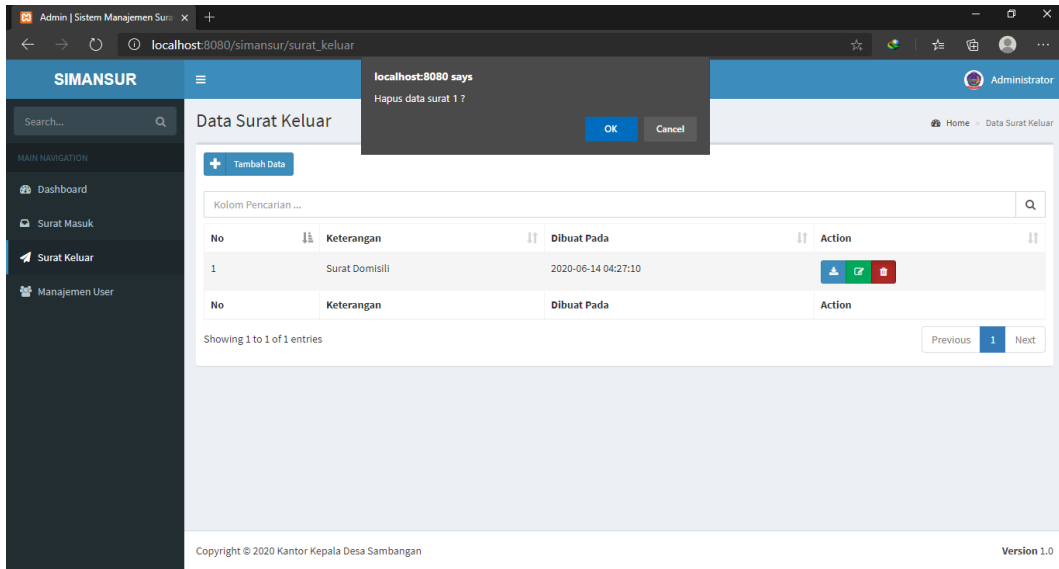 Admin | Sistem Manajemen Sura
localhost:8080/simansur/surat_keluar
SIMANSUR
localhost:8080 says
Hapus data surat 1 ?
OK Cancel
Administrator
Search...
Data Surat Keluar
Home > Data Surat Keluar
MAIN NAVIGATION
Tambah Data
Dashboard
Surat Masuk
Surat Keluar
Manajemen User
Kolom Pencarian ...
No Keterangan Dibuat Pada Action
1 Surat Domisili 2020-06-14 04:27:10
No Keterangan Dibuat Pada Action
Showing 1 to 1 of 1 entries
Previous 1 Next
Copyright © 2020 Kantor Kepala Desa Sambangan
Version 1.0